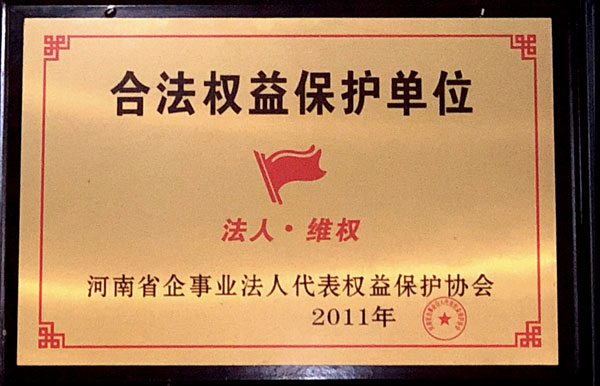 合法权益保护单位
法人·维权
河南省企事业法人代表权益保护协会
2011年